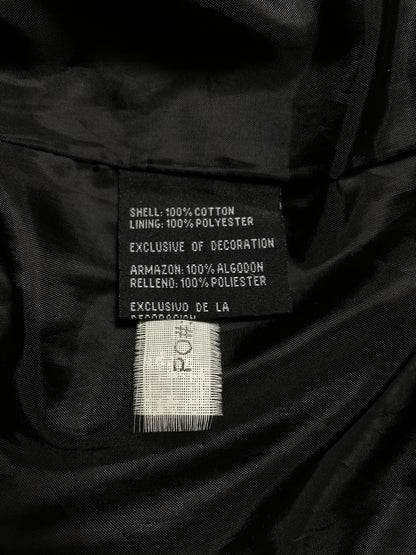 SHELL: 100% COTTON
LINING: 100% POLYESTER
EXCLUSIVE OF DECORATION
ARMAZON: 100% ALGODON
RELLENO: 100% POLIESTER
EXCLUSIVO DE LA
DECORACION
PO#: